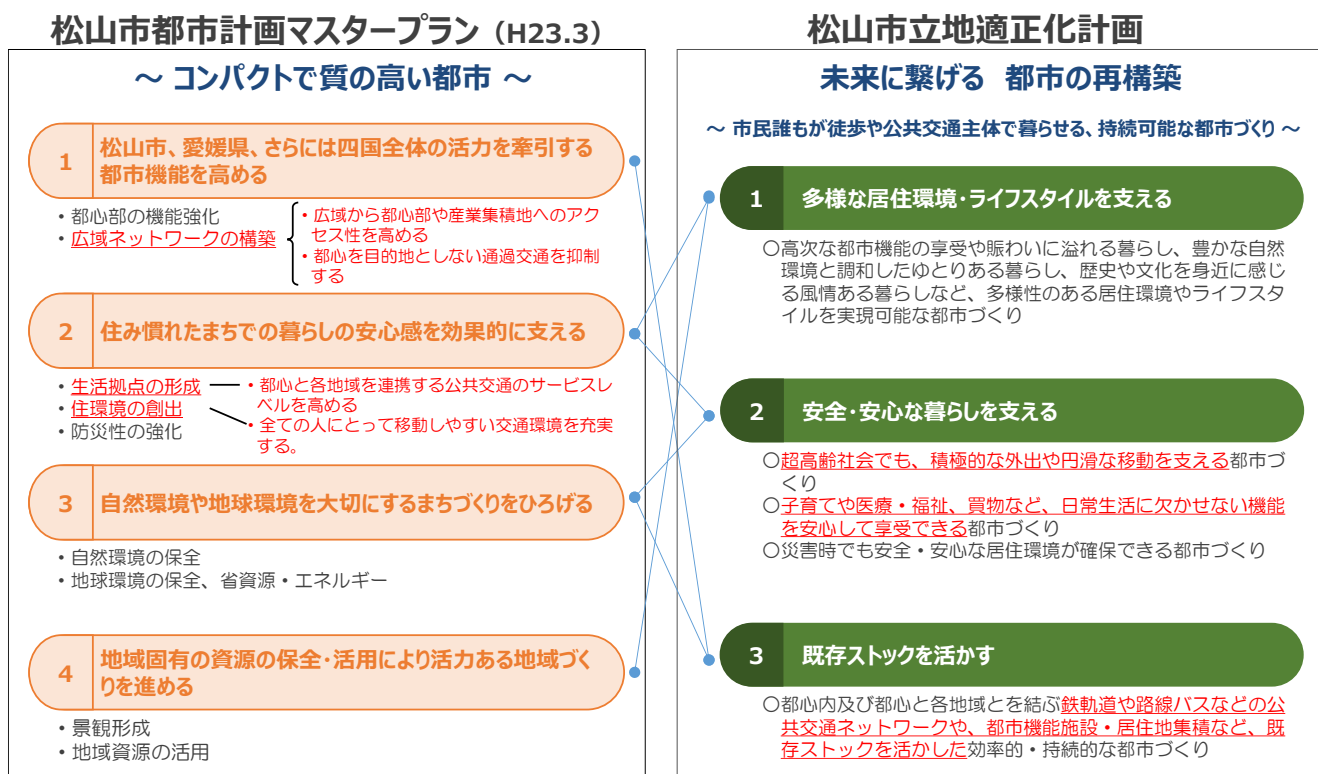 松山市都市計画マスタープラン（H23.3）
～ コンパクトで質の高い都市 ～
1
松山市、愛媛県、さらには四国全体の活力を牽引する
都市機能を高める
・都心部の機能強化
・広域ネットワークの構築
・広域から都心部や産業集積地へのアク
セス性を高める
・都心を目的地としない通過交通を抑制
する
2
住み慣れたまちでの暮らしの安心感を効果的に支える
・生活拠点の形成
・住環境の創出
・防災性の強化
・都心と各地域を連携する公共交通のサービスレ
ベルを高める
・全ての人にとって移動しやすい交通環境を充実
する。
3
自然環境や地球環境を大切にするまちづくりをひろげる
・自然環境の保全
・地球環境の保全、省資源・エネルギー
4
地域固有の資源の保全・活用により活力ある地域づく
りを進める
・景観形成
・地域資源の活用
松山市立地適正化計画
未来に繋げる 都市の再構築
～ 市民誰もが徒歩や公共交通主体で暮らせる、持続可能な都市づくり ～
1
多様な居住環境・ライフスタイルを支える
○高次な都市機能の享受や賑わいに溢れる暮らし、豊かな自然
環境と調和したゆとりある暮らし、歴史や文化を身近に感じ
る風情ある暮らしなど、多様性のある居住環境やライフスタ
イルを実現可能な都市づくり
2
安全・安心な暮らしを支える
○超高齢社会でも、積極的な外出や円滑な移動を支える都市づ
くり
○子育てや医療・福祉、買物など、日常生活に欠かせない機能
を安心して享受できる都市づくり
○災害時でも安全・安心な居住環境が確保できる都市づくり
3
既存ストックを活かす
○都心内及び都心と各地域とを結ぶ鉄軌道や路線バスなどの公
共交通ネットワークや、都市機能施設・居住地集積など、既
存ストックを活かした効率的・持続的な都市づくり